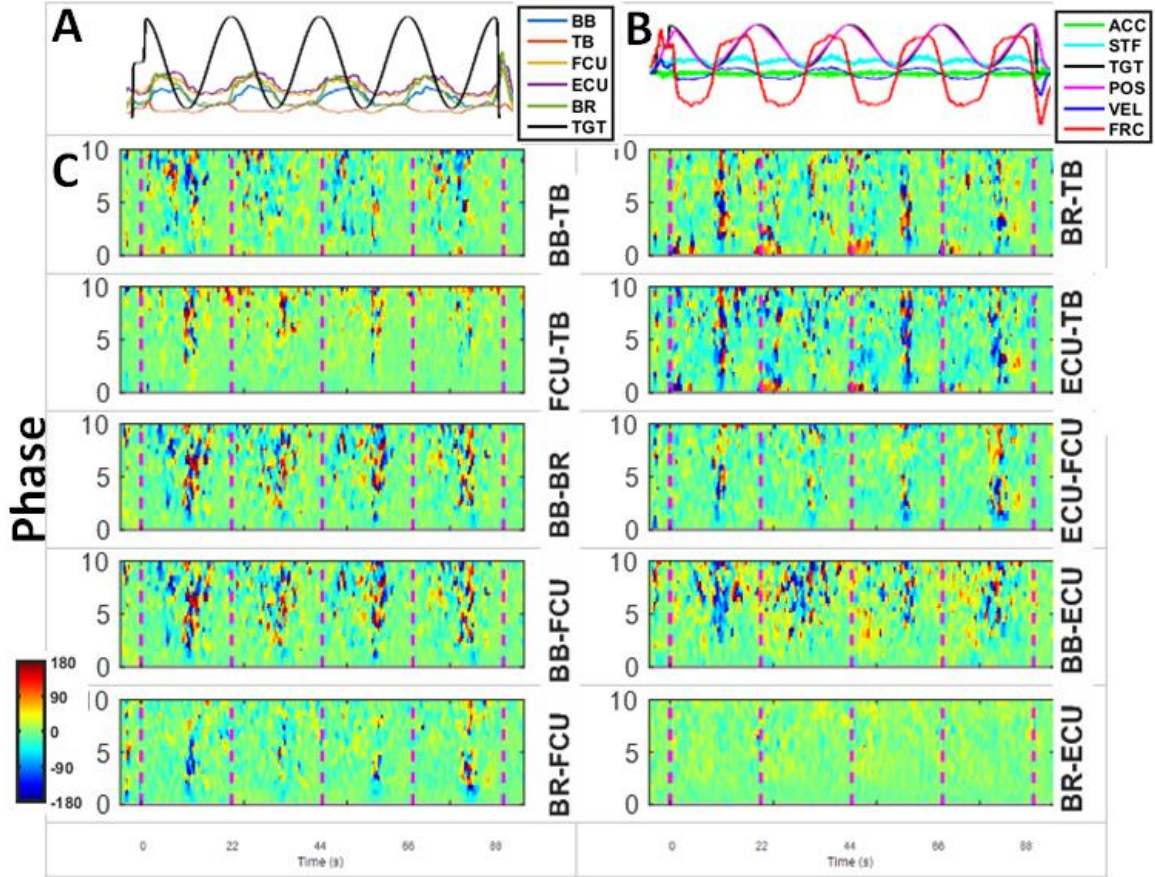 A
BB
TB
FCU
ECU
BR
TGT
B
ACC
STF
TGT
POS
VEL
FRC
C
10
5
0
BB-TB
10
5
0
BR-TB
10
5
0
FCU-TB
10
5
0
ECU-TB
Phase
10
5
0
BB-BR
10
5
0
ECU-FCU
10
5
0
BB-FCU
10
5
0
BB-ECU
180
90
0
-90
-180
10
5
0
BR-FCU
10
5
0
BR-ECU
0 22 44 66 88
Time (s)
0 22 44 66 88
Time (s)